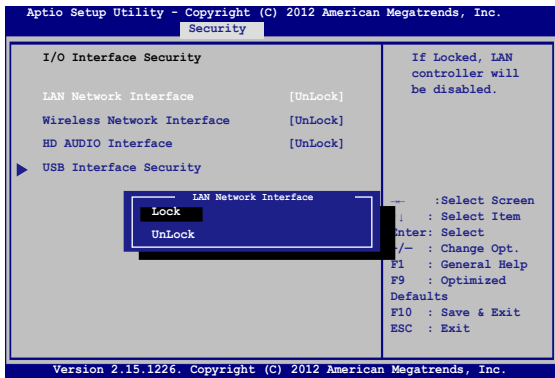 Aptio Setup Utility - Copyright (C) 2012 American Megatrends, Inc.
Security
I/O Interface Security
LAN Network Interface [UnLock]
Wireless Network Interface [UnLock]
HD AUDIO Interface [UnLock]
USB Interface Security
LAN Network Interface
Lock
UnLock
If Locked, LAN
controller will
be disabled.
→← :Select Screen
↓ : Select Item
Enter: Select
/— : Change Opt.
F1 : General Help
F9 : Optimized
Defaults
F10 : Save & Exit
ESC : Exit
Version 2.15.1226. Copyright (C) 2012 American Megatrends, Inc.